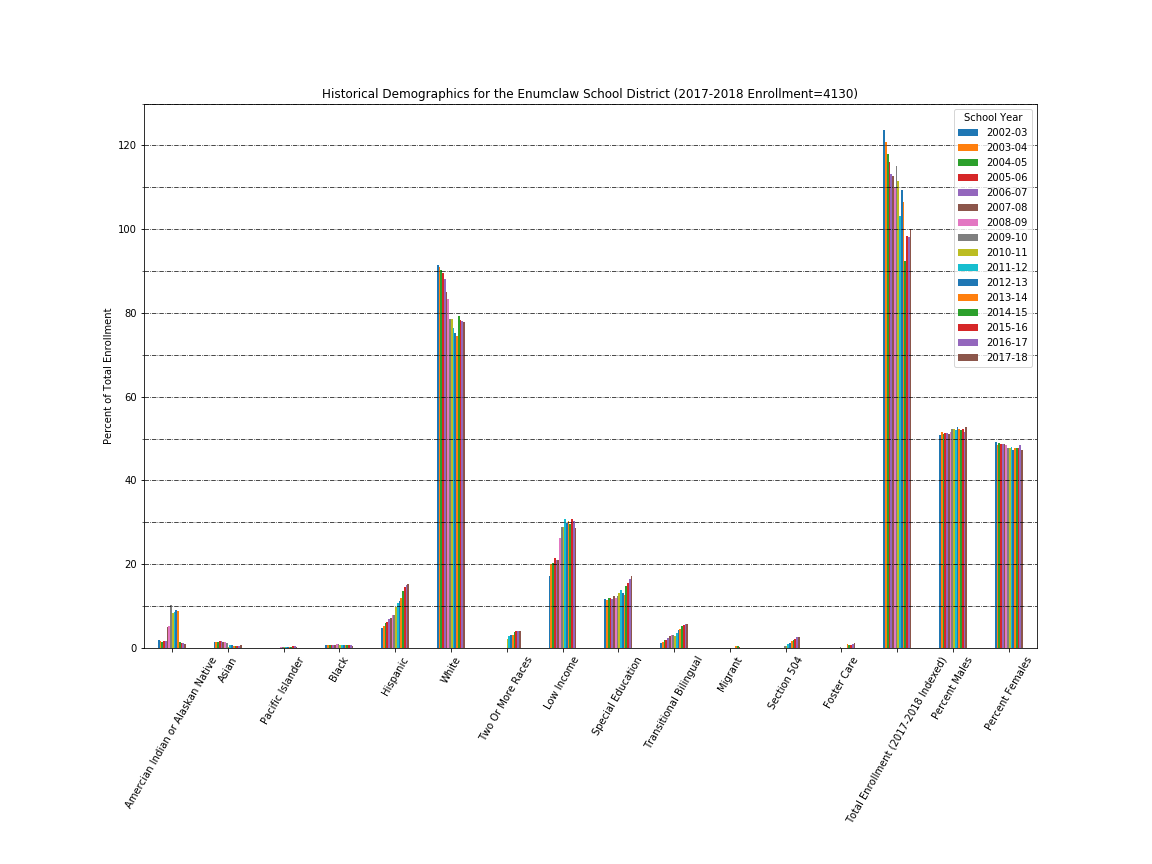 Historical Demographics for the Enumclaw School District (2017-2018 Enrollment=4130)
Percent of Total Enrollment
120
100
80
60
40
20
0
School Year
2002-03
2003-04
2004-05
2005-06
2006-07
2007-08
2008-09
2009-10
2010-11
2011-12
2012-13
2013-14
2014-15
2015-16
2016-17
2017-18
Amercian Indian or Alaskan Native
Asian
Pacific Islander
Black
Hispanic
White
Two Or More Races
Low Income
Special Education
Transitional Bilingual
Migrant
Section 504
Foster Care
Total Enrollment (2017-2018 Indexed)
Percent Males
Percent Females